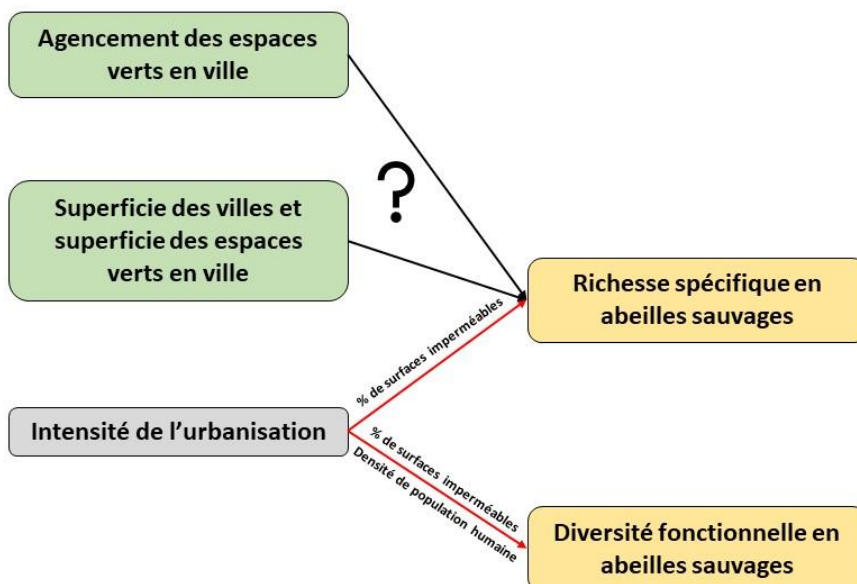 Agencement des espaces
verts en ville
?
Superficie des villes et
superficie des espaces
verts en ville
Richesse spécifique en
abeilles sauvages
% de surfaces imperméables
Intensité de l'urbanisation
% de surfaces imperméables
Densité de population humaine
Diversité fonctionnelle en
abeilles sauvages